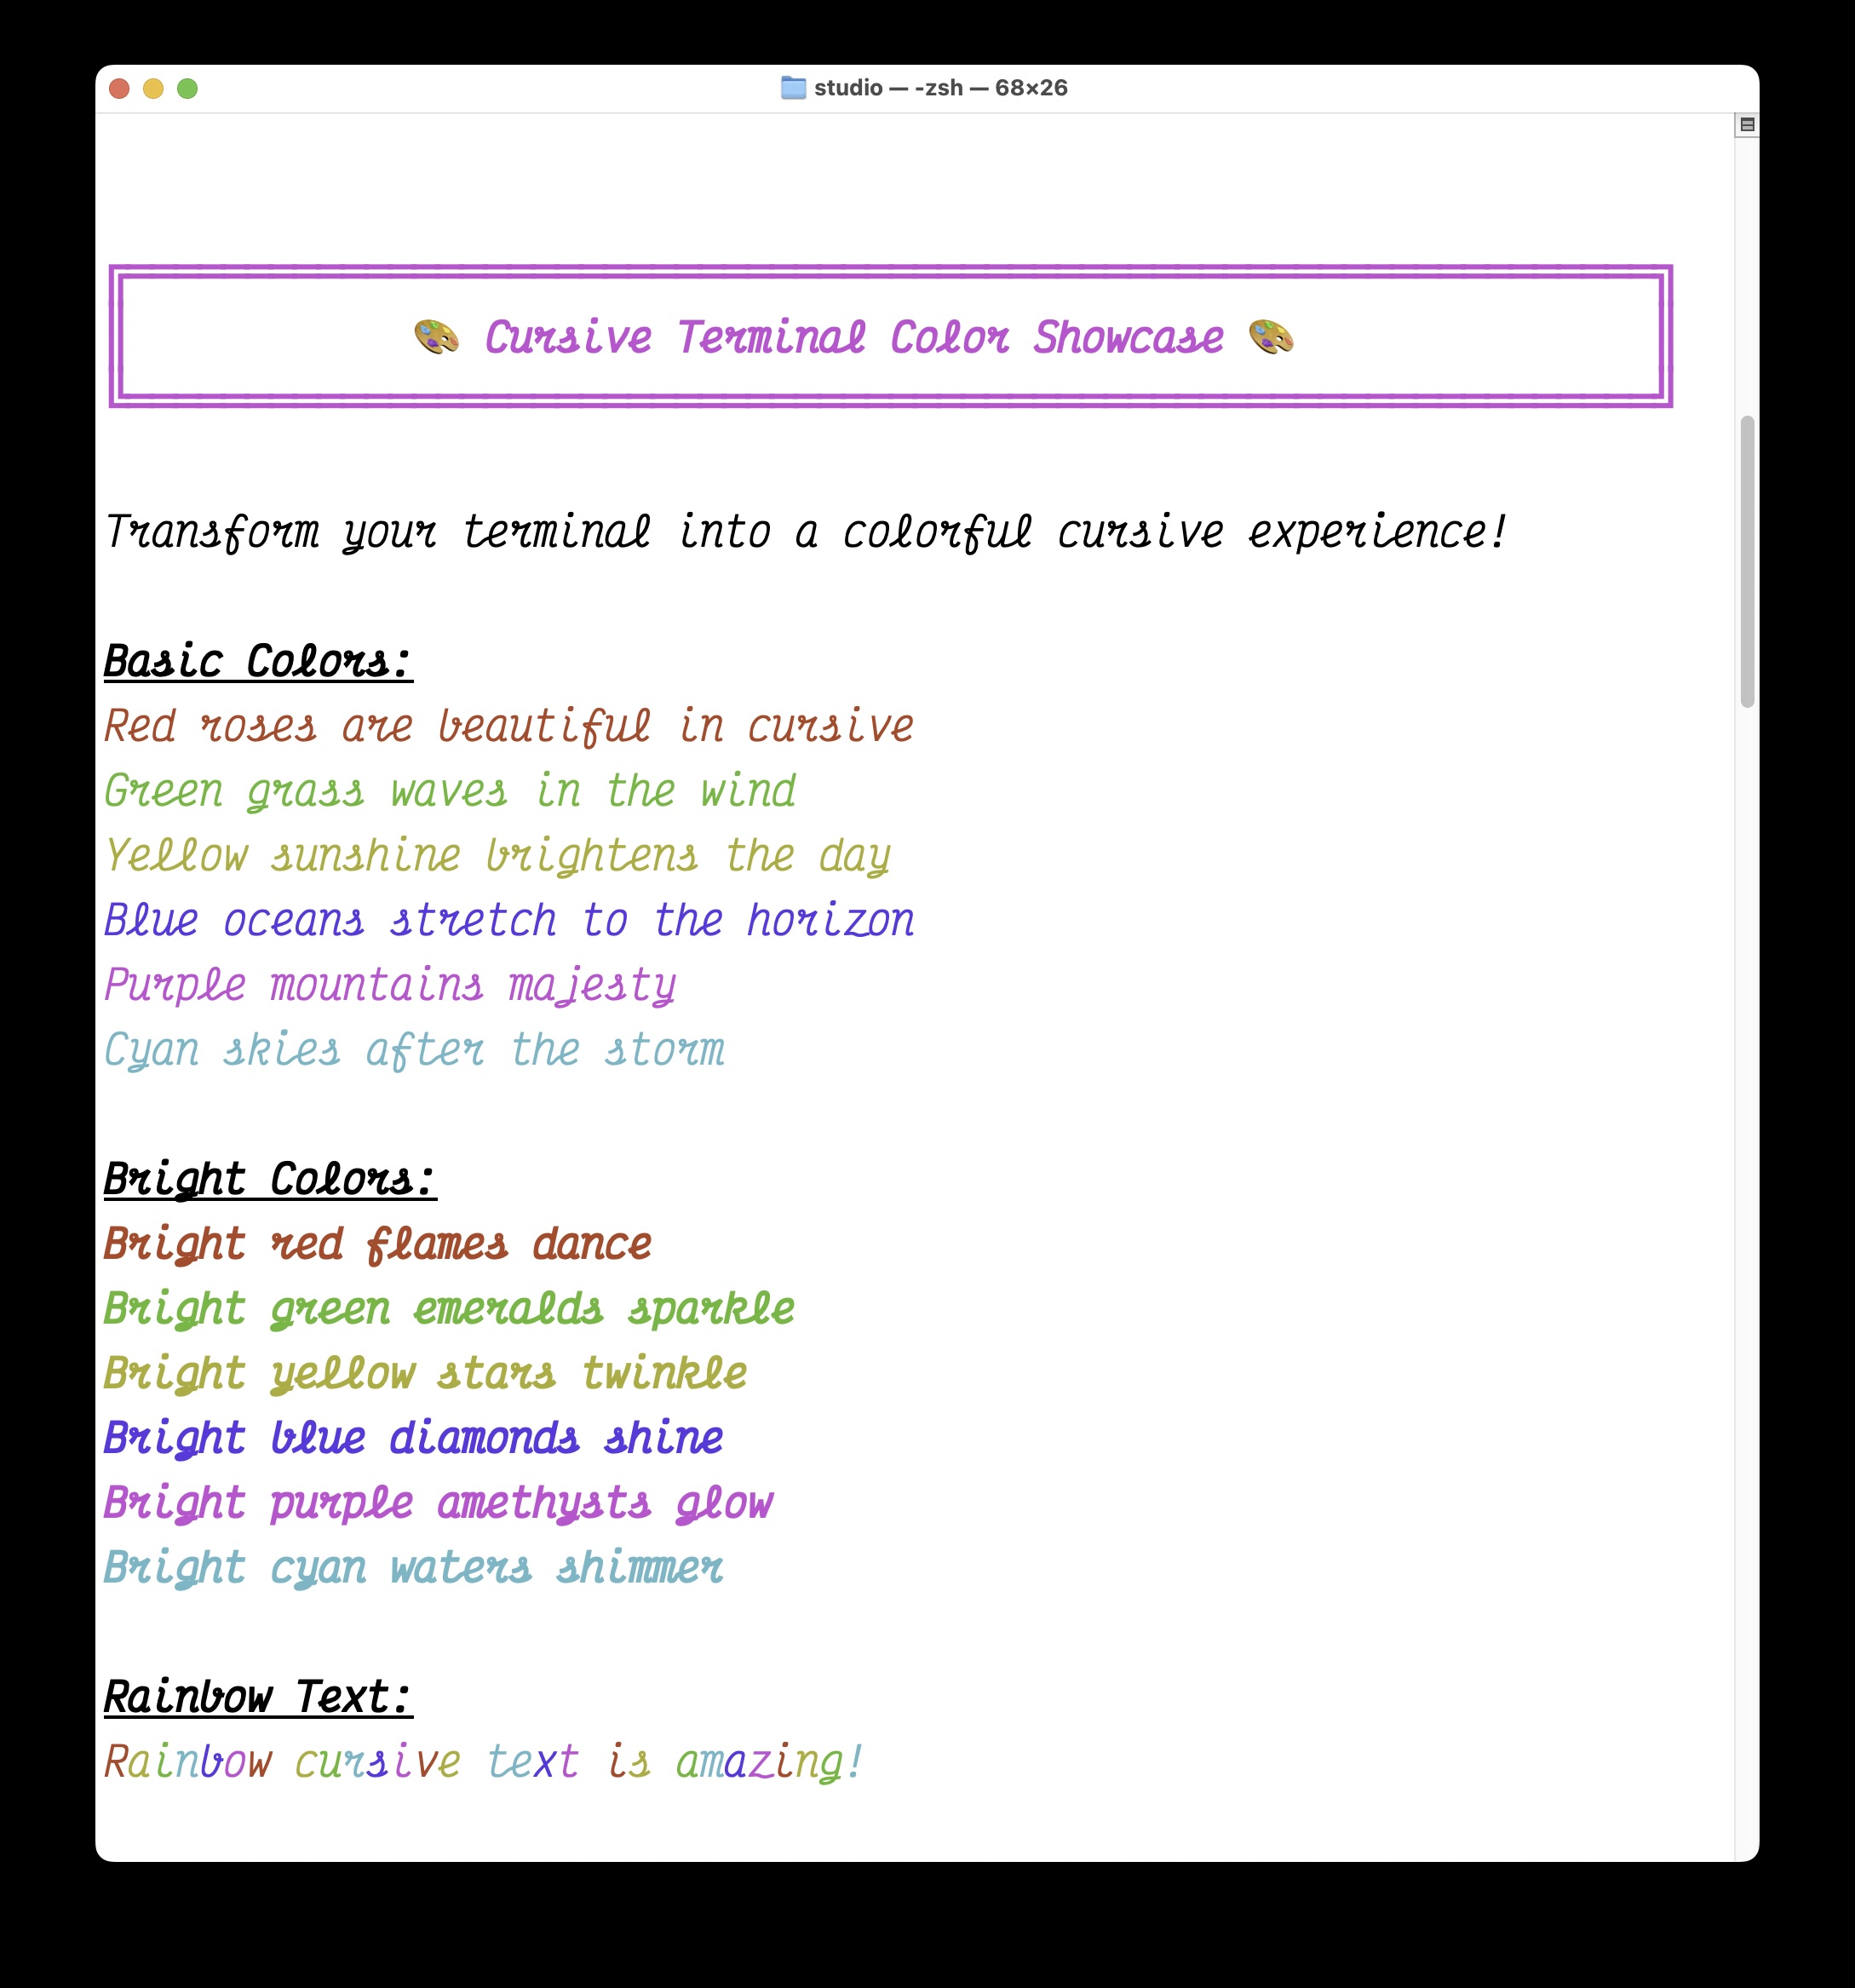 studio — -zsh — 68×26
🎨 Cursive Terminal Color Showcase 🎨
Transform your terminal into a colorful cursive experience!
Basic Colors:
Red roses are beautiful in cursive
Green grass waves in the wind
Yellow sunshine brightens the day
Blue oceans stretch to the horizon
Purple mountains majesty
Cyan skies after the storm
Bright Colors:
Bright red flames dance
Bright green emeralds sparkle
Bright yellow stars twinkle
Bright blue diamonds shine
Bright purple amethysts glow
Bright cyan waters shimmer
Rainbow Text:
Rainbow cursive text is amazing!